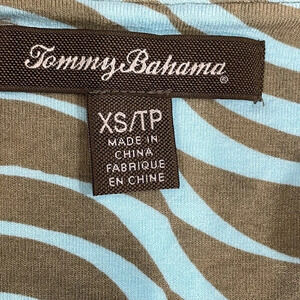 Tommy Bahama®
XS/TP
MADE IN
CHINA
FABRIQUE
EN CHINE